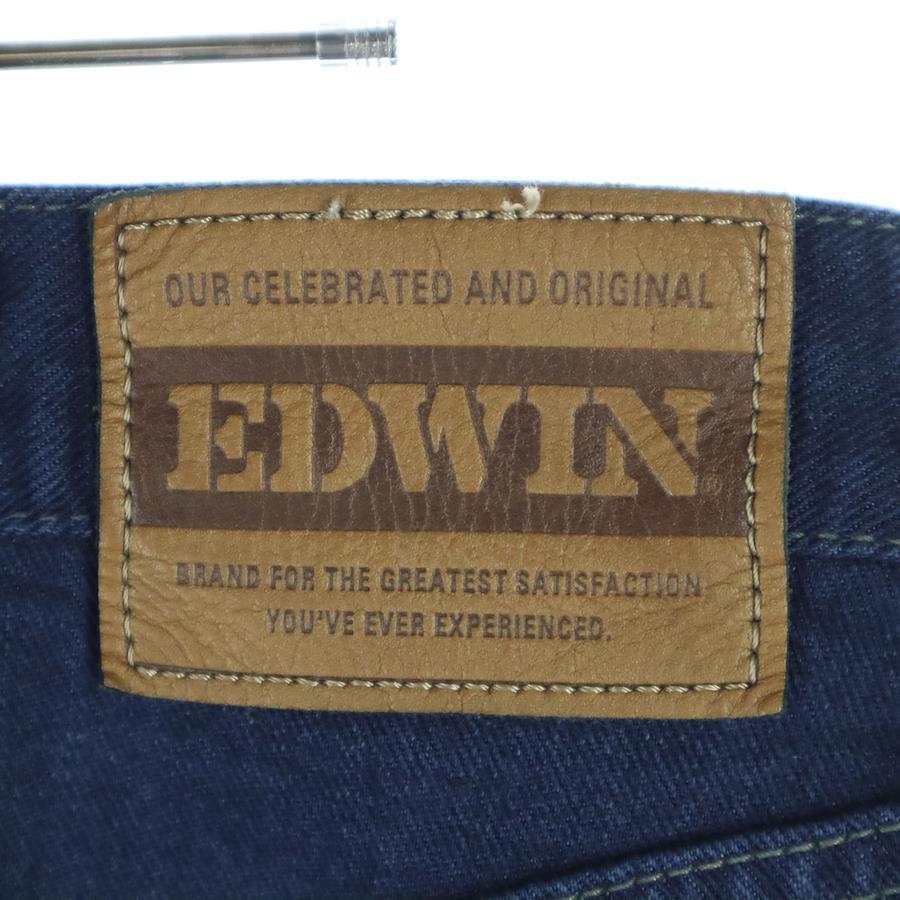 OUR CELEBRATED AND ORIGINAL
EDWIN®
BRAND FOR THE GREATEST SATISFACTION
YOU'VE EVER EXPERIENCED.